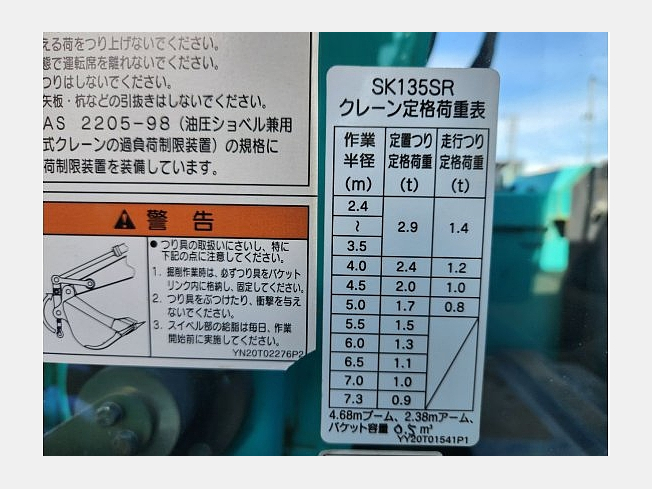 える荷をつり上げないでください。
態で運転席を離れないでください。
つりはしないでください。
矢板・杭などの引抜きはしないでください。
AS 2205-98（油圧ショベル兼用
式クレーンの過負荷制限装置）の規格に
荷制限装置を装備しています。
警告
●つり具の取扱いにさいし、特に
下記の点に注意してください。
1. 掘削作業時は、必ずつり具をバケット
リンク内に格納し、固定してください。
2. つり具をぶつけたり、衝撃を与え
ないでください。
3. スイベル部の給脂は毎日、作業
開始前に実施してください。
YN20T02276P2
SK135SR
クレーン定格荷重表
作業半径(m) 定置つり定格荷重(t) 走行つり定格荷重(t)
2.4
～ 2.9 1.4
3.5
4.0 2.4 1.2
4.5 2.0 1.0
5.0 1.7 0.8
5.5 1.5
6.0 1.3
6.5 1.1
7.0 1.0
7.3 0.9
4.68mブーム、2.38mアーム、
バケット容量 0.5 m³
YY20T01541P1